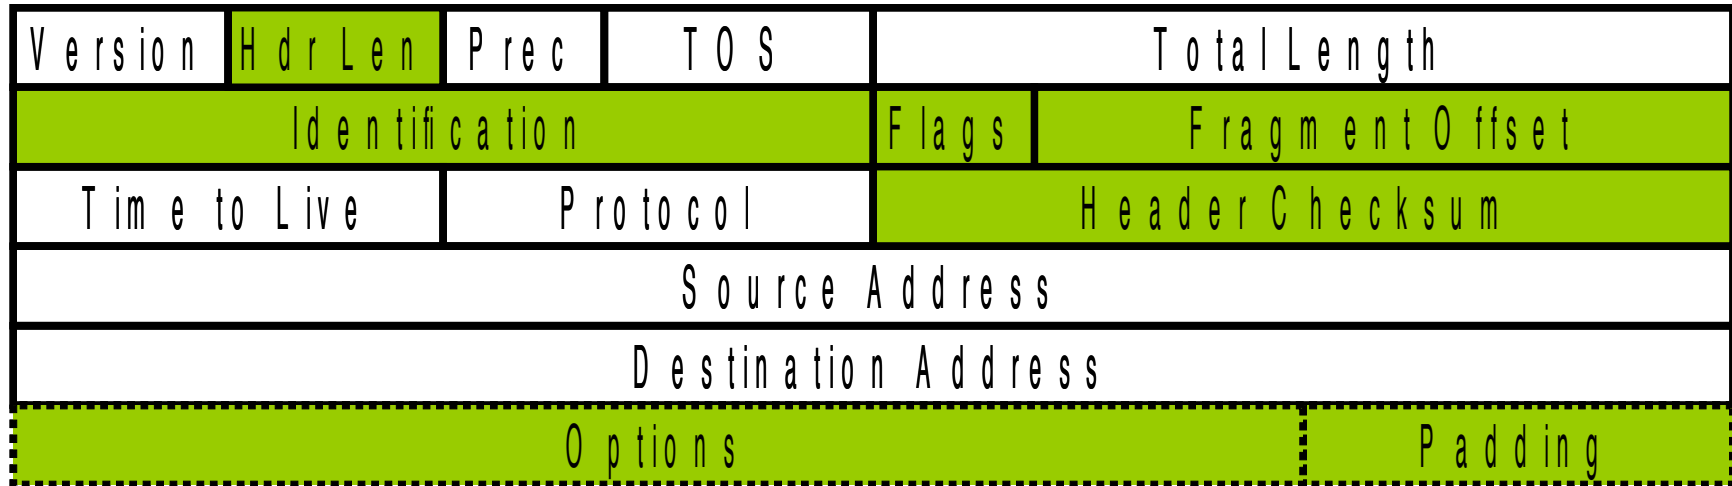 Version Hdr Len Prec TOS Total Length
Identification Flags Fragment Offset
Time to Live Protocol Header Checksum
Source Address
Destination Address
Options Padding